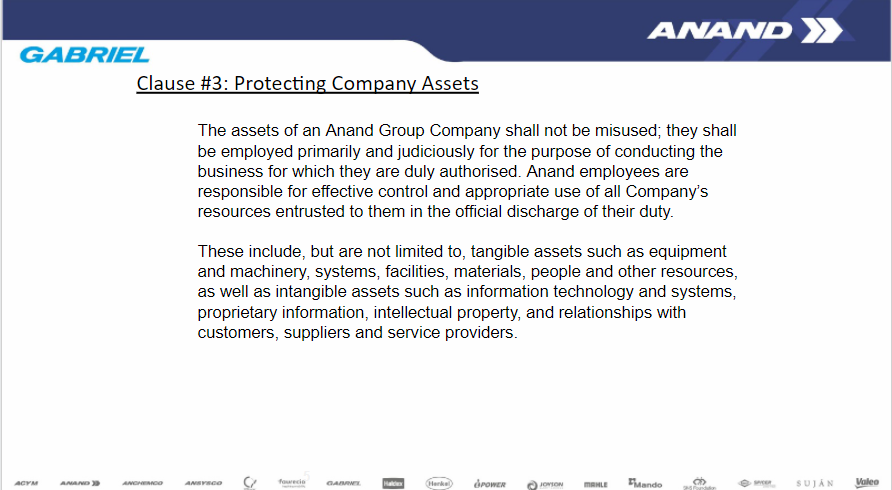 ANAND
GABRIEL
Clause #3: Protecting Company Assets
The assets of an Anand Group Company shall not be misused; they shall
be employed primarily and judiciously for the purpose of conducting the
business for which they are duly authorised. Anand employees are
responsible for effective control and appropriate use of all Company’s
resources entrusted to them in the official discharge of their duty.
These include, but are not limited to, tangible assets such as equipment
and machinery, systems, facilities, materials, people and other resources,
as well as intangible assets such as information technology and systems,
proprietary information, intellectual property, and relationships with
customers, suppliers and service providers.
ACYM ANAND ANCHEMCO ANSYSCO faurecia GABRIEL Haldex Henkel JOYSON MAHLE Mando SNS Foundation SPICER SUJÁN Valeo